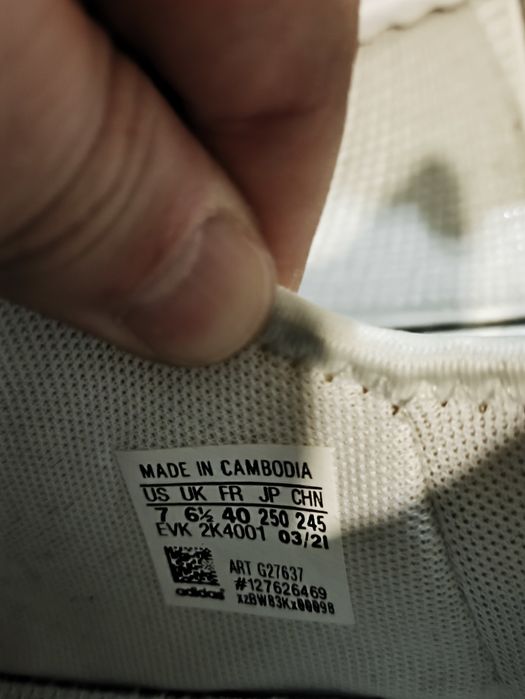 MADE IN CAMBODIA
US UK FR JP CHN
7 6½ 40 250 245
EVK 2K4001 03/21
ART G27637
#127626469
adidas xzBW83Kx00098